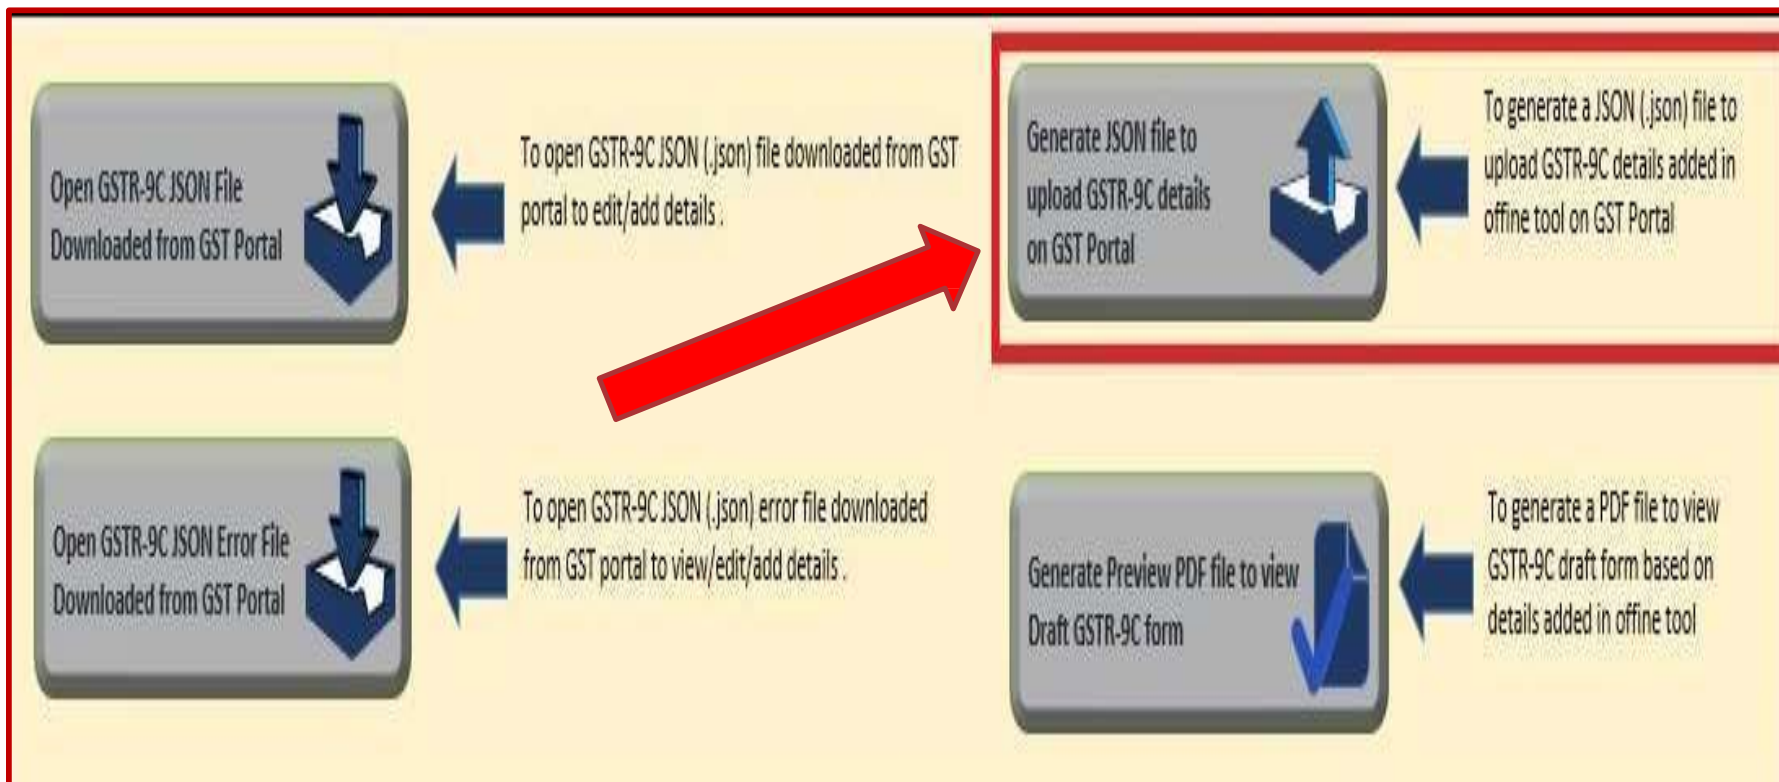 Open GSTR-9C JSON File
Downloaded from GST Portal
To open GSTR-9C JSON (.json) file downloaded from GST
portal to edit/add details .
Generate JSON file to
upload GSTR-9C details
on GST Portal
To generate a JSON (.json) file to
upload GSTR-9C details added in
offine tool on GST Portal
Open GSTR-9C JSON Error File
Downloaded from GST Portal
To open GSTR-9C JSON (.json) error file downloaded
from GST portal to view/edit/add details .
Generate Preview PDF file to view
Draft GSTR-9C form
To generate a PDF file to view
GSTR-9C draft form based on
details added in offine tool